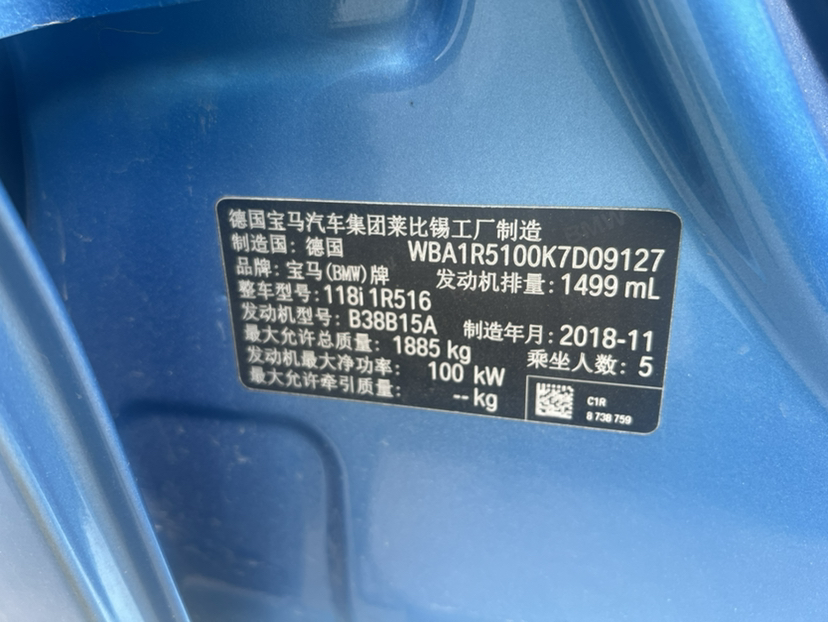 德国宝马汽车集团莱比锡工厂制造
制造国: 德国 WBA1R5100K7D09127
品牌: 宝马(BMW)牌 发动机排量: 1499 mL
整车型号: 118i 1R516
发动机型号: B38B15A 制造年月: 2018-11
最大允许总质量: 1885 kg 乘坐人数: 5
发动机最大净功率: 100 kW
最大允许牵引质量: -- kg
C1R
8 738 759